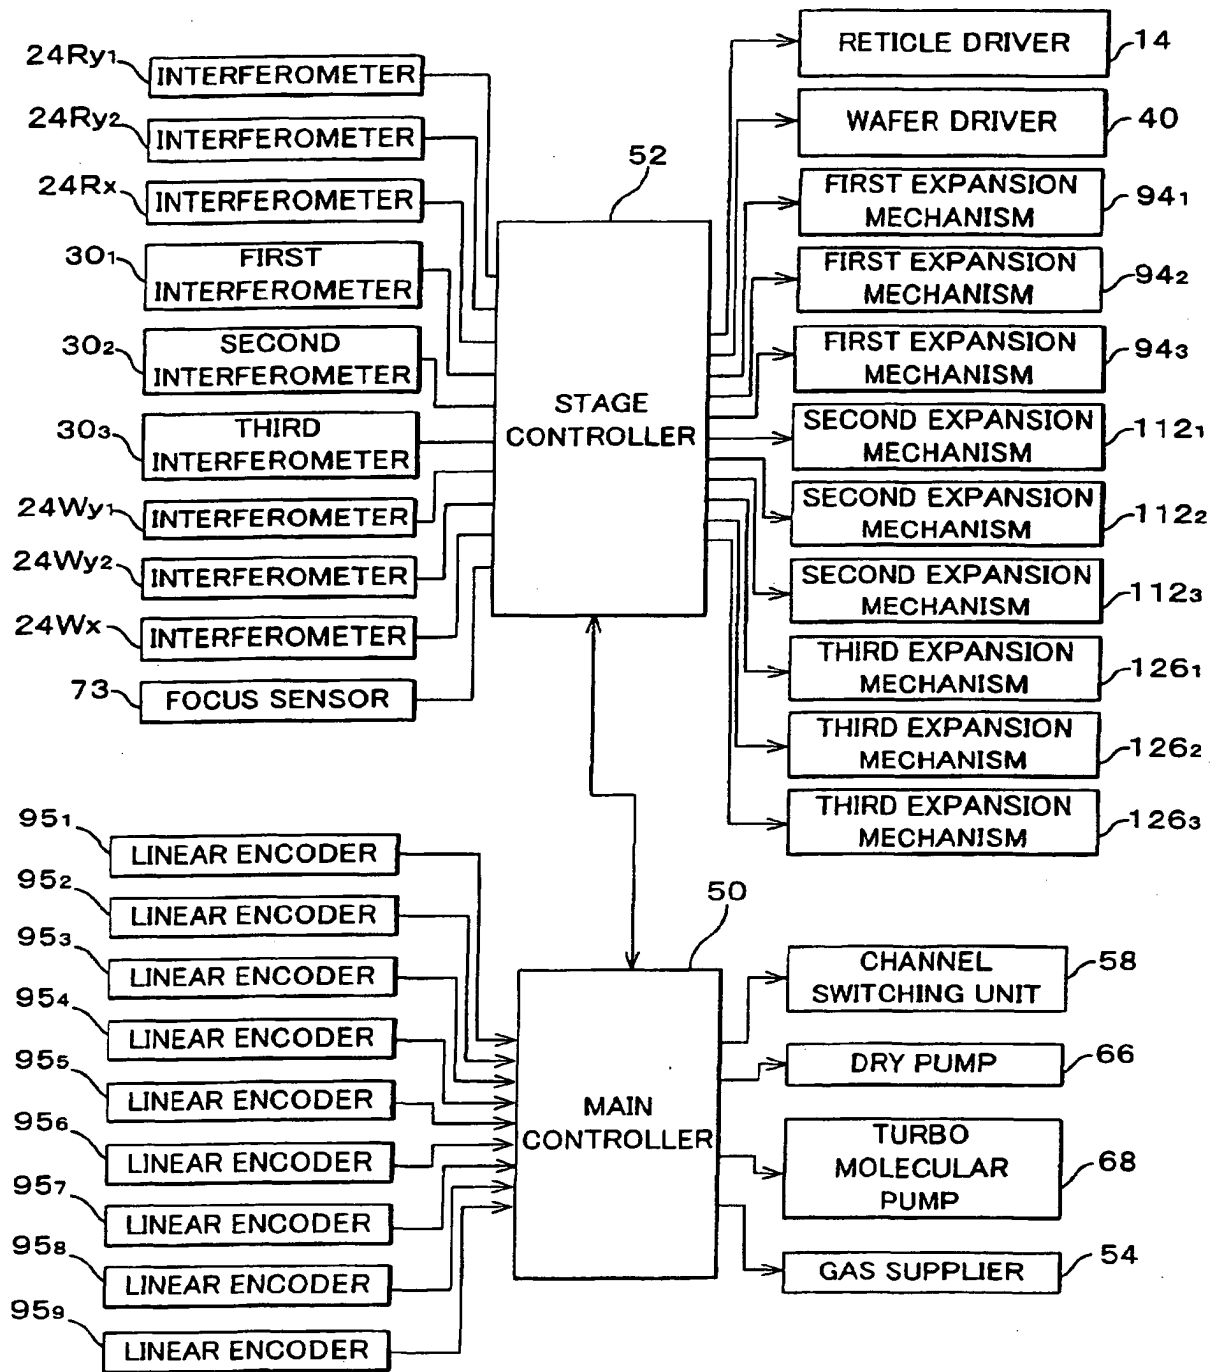 24Ry1
INTERFEROMETER
24Ry2
INTERFEROMETER
24Rx
INTERFEROMETER
301
FIRST
INTERFEROMETER
302
SECOND
INTERFEROMETER
303
THIRD
INTERFEROMETER
24Wy1
INTERFEROMETER
24Wy2
INTERFEROMETER
24Wx
INTERFEROMETER
73
FOCUS SENSOR
52
STAGE
CONTROLLER
RETICLE DRIVER
14
WAFER DRIVER
40
FIRST EXPANSION
MECHANISM
941
FIRST EXPANSION
MECHANISM
942
FIRST EXPANSION
MECHANISM
943
SECOND EXPANSION
MECHANISM
1121
SECOND EXPANSION
MECHANISM
1122
SECOND EXPANSION
MECHANISM
1123
THIRD EXPANSION
MECHANISM
1261
THIRD EXPANSION
MECHANISM
1262
THIRD EXPANSION
MECHANISM
1263
951
LINEAR ENCODER
952
LINEAR ENCODER
953
LINEAR ENCODER
954
LINEAR ENCODER
955
LINEAR ENCODER
956
LINEAR ENCODER
957
LINEAR ENCODER
958
LINEAR ENCODER
959
LINEAR ENCODER
50
MAIN
CONTROLLER
CHANNEL
SWITCHING UNIT
58
DRY PUMP
66
TURBO
MOLECULAR
PUMP
68
GAS SUPPLIER
54